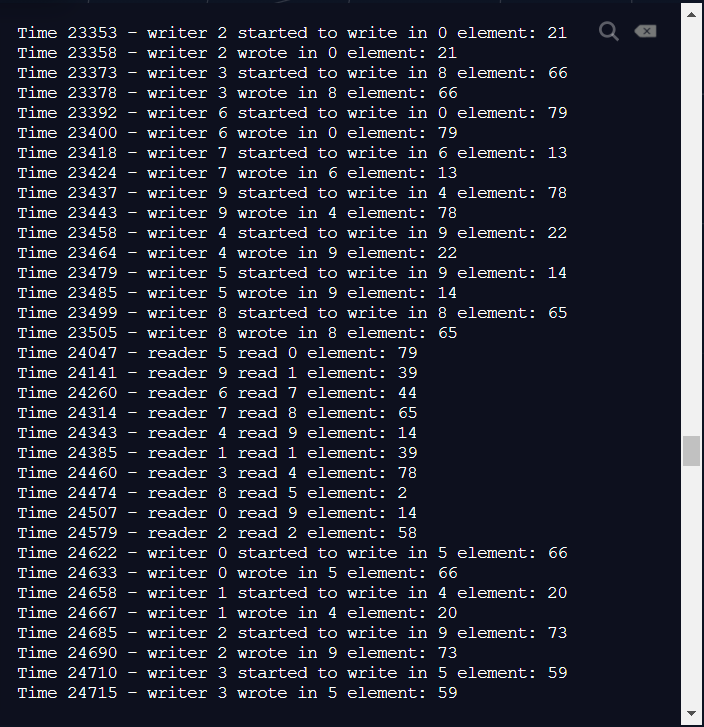 Time 23353 - writer 2 started to write in 0 element: 21
Time 23358 - writer 2 wrote in 0 element: 21
Time 23373 - writer 3 started to write in 8 element: 66
Time 23378 - writer 3 wrote in 8 element: 66
Time 23392 - writer 6 started to write in 0 element: 79
Time 23400 - writer 6 wrote in 0 element: 79
Time 23418 - writer 7 started to write in 6 element: 13
Time 23424 - writer 7 wrote in 6 element: 13
Time 23437 - writer 9 started to write in 4 element: 78
Time 23443 - writer 9 wrote in 4 element: 78
Time 23458 - writer 4 started to write in 9 element: 22
Time 23464 - writer 4 wrote in 9 element: 22
Time 23479 - writer 5 started to write in 9 element: 14
Time 23485 - writer 5 wrote in 9 element: 14
Time 23499 - writer 8 started to write in 8 element: 65
Time 23505 - writer 8 wrote in 8 element: 65
Time 24047 - reader 5 read 0 element: 79
Time 24141 - reader 9 read 1 element: 39
Time 24260 - reader 6 read 7 element: 44
Time 24314 - reader 7 read 8 element: 65
Time 24343 - reader 4 read 9 element: 14
Time 24385 - reader 1 read 1 element: 39
Time 24460 - reader 3 read 4 element: 78
Time 24474 - reader 8 read 5 element: 2
Time 24507 - reader 0 read 9 element: 14
Time 24579 - reader 2 read 2 element: 58
Time 24622 - writer 0 started to write in 5 element: 66
Time 24633 - writer 0 wrote in 5 element: 66
Time 24658 - writer 1 started to write in 4 element: 20
Time 24667 - writer 1 wrote in 4 element: 20
Time 24685 - writer 2 started to write in 9 element: 73
Time 24690 - writer 2 wrote in 9 element: 73
Time 24710 - writer 3 started to write in 5 element: 59
Time 24715 - writer 3 wrote in 5 element: 59